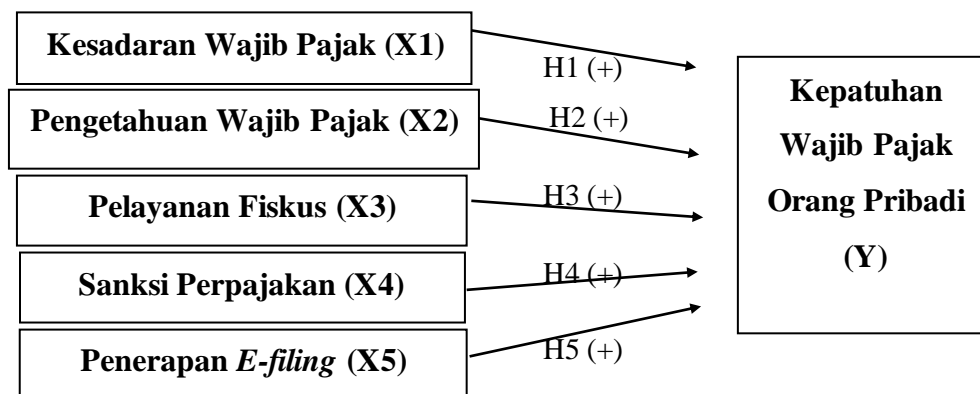 Kesadaran Wajib Pajak (X1)
H1 (+)
Pengetahuan Wajib Pajak (X2)
H2 (+)
Pelayanan Fiskus (X3)
H3 (+)
Sanksi Perpajakan (X4)
H4 (+)
Penerapan E-filing (X5)
H5 (+)
Kepatuhan
Wajib Pajak
Orang Pribadi
(Y)